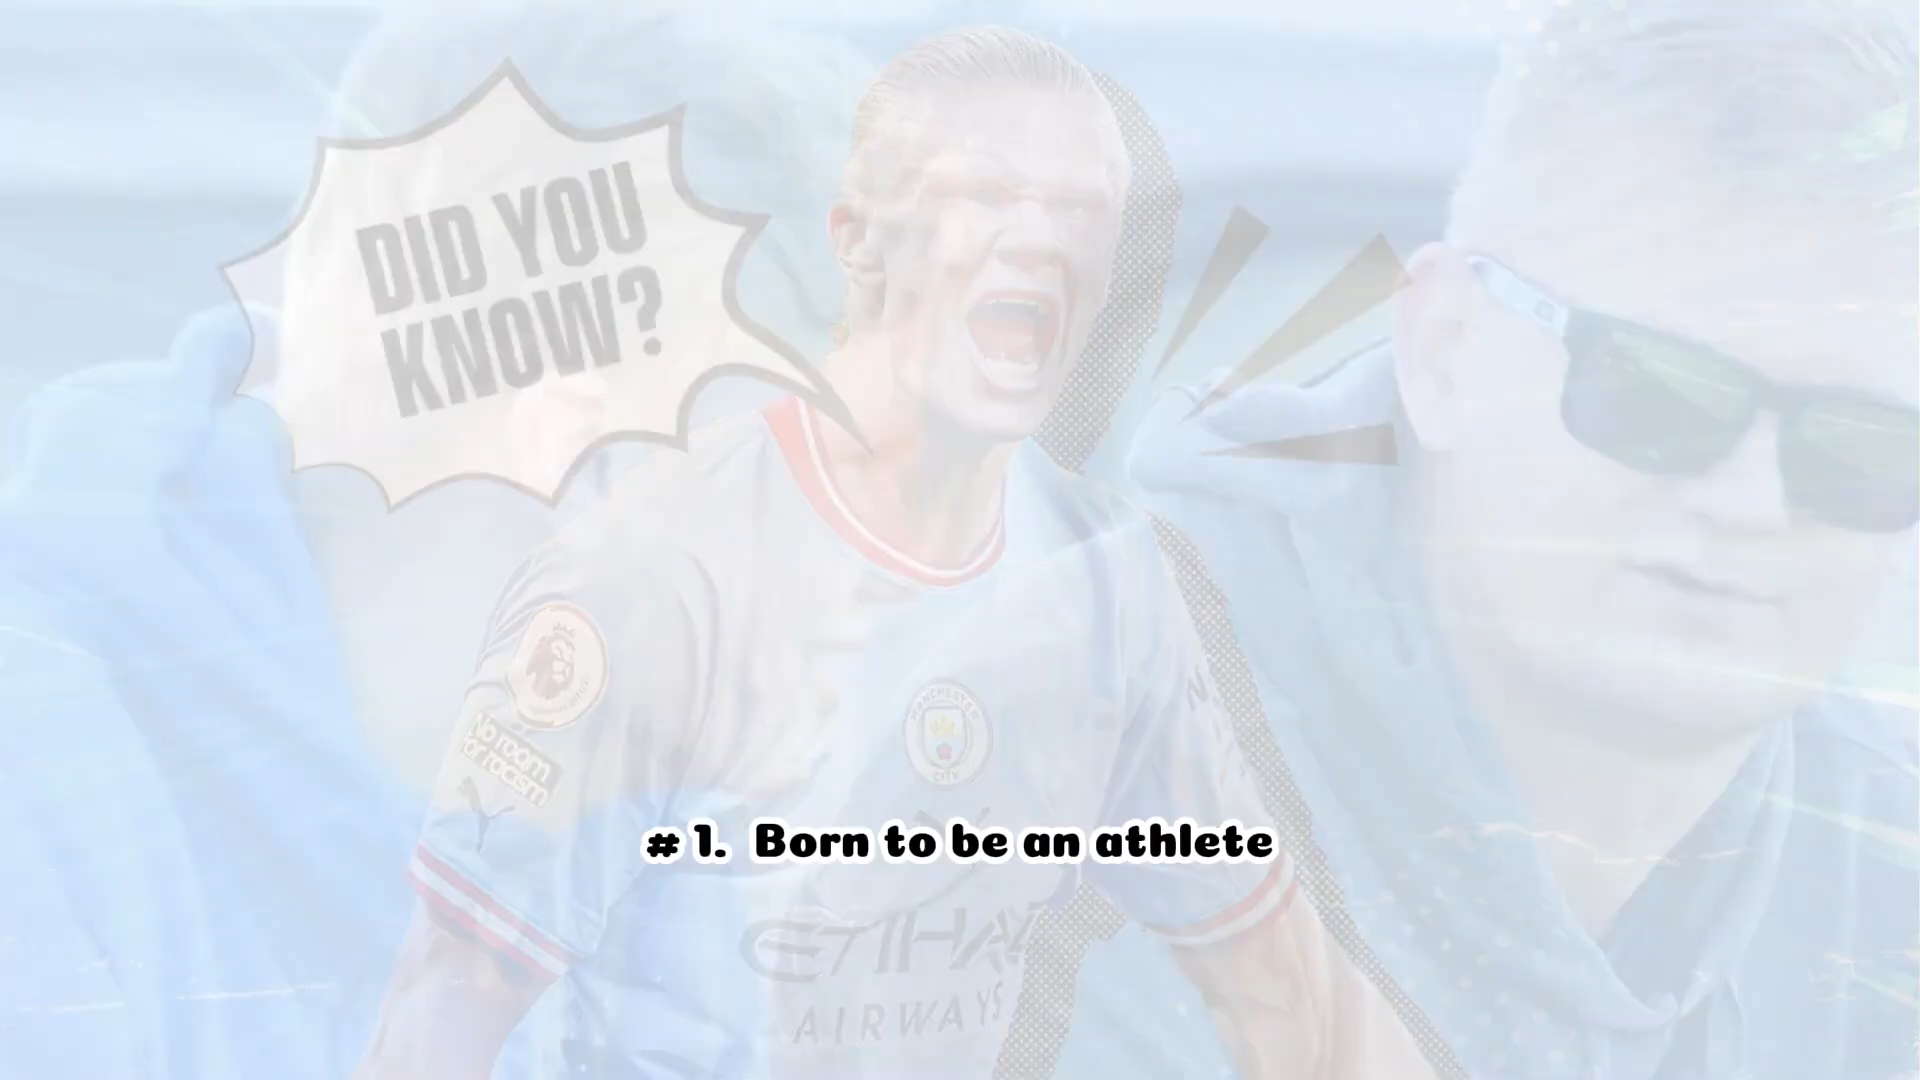 DID YOU
KNOW?
No room
for racism
MANCHESTER
CITY
# 1. Born to be an athlete
ETIHAD
AIRWAYS